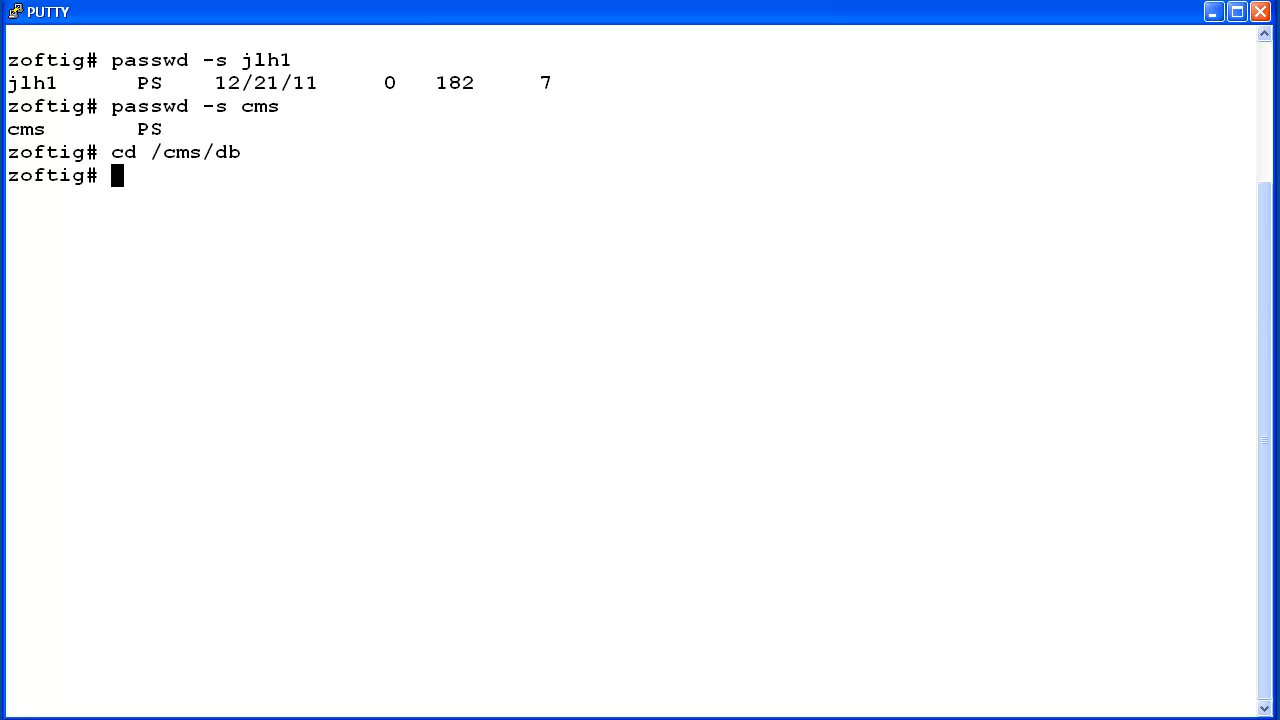 PUTTY
zoftig# passwd -s jlh1
jlh1 PS 12/21/11 0 182 7
zoftig# passwd -s cms
cms PS
zoftig# cd /cms/db
zoftig#